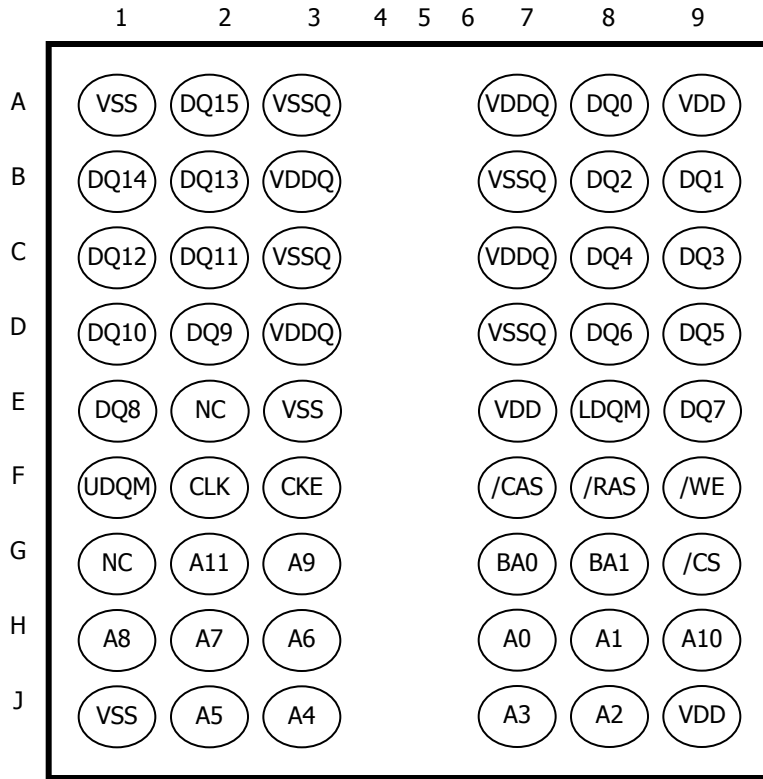 1 2 3 4 5 6 7 8 9
A VSS DQ15 VSSQ VDDQ DQ0 VDD
B DQ14 DQ13 VDDQ VSSQ DQ2 DQ1
C DQ12 DQ11 VSSQ VDDQ DQ4 DQ3
D DQ10 DQ9 VDDQ VSSQ DQ6 DQ5
E DQ8 NC VSS VDD LDQM DQ7
F UDQM CLK CKE /CAS /RAS /WE
G NC A11 A9 BA0 BA1 /CS
H A8 A7 A6 A0 A1 A10
J VSS A5 A4 A3 A2 VDD